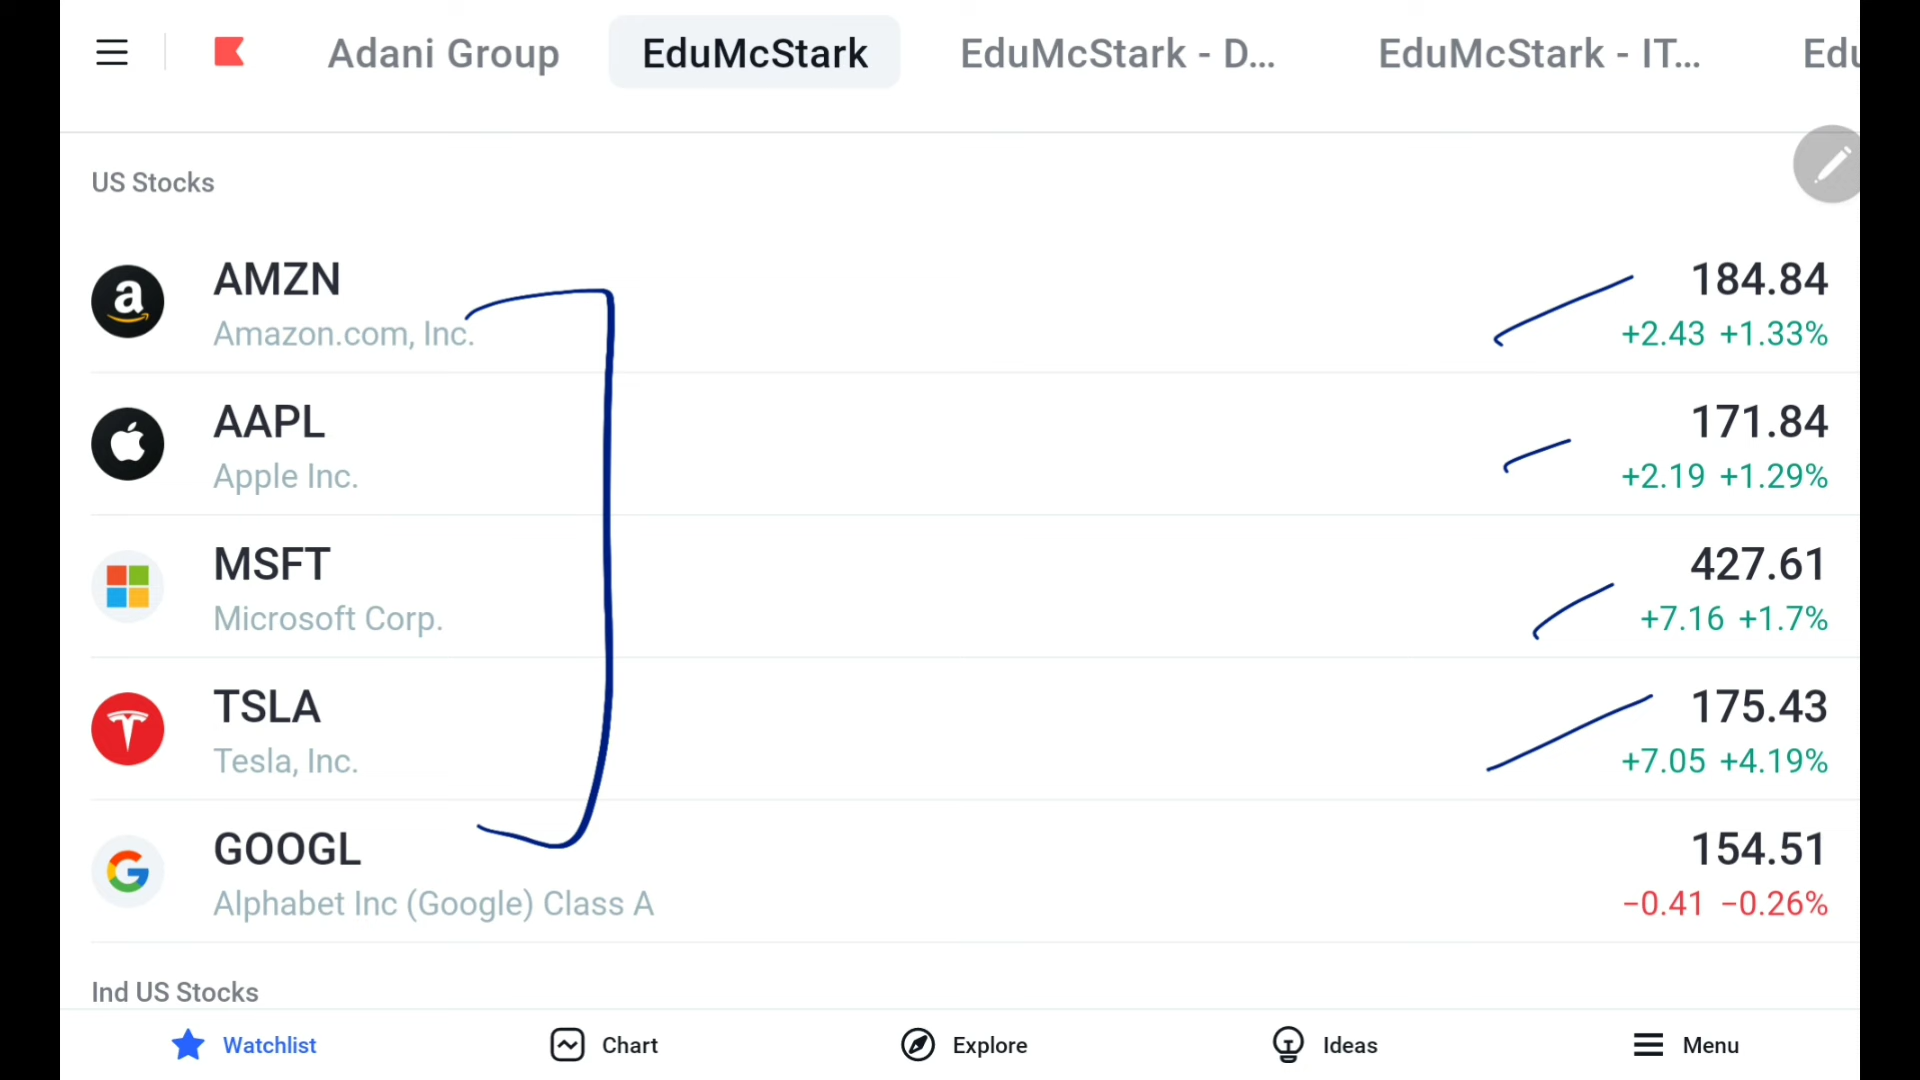 Adani Group EduMcStark EduMcStark - D... EduMcStark - IT... Edu
US Stocks
AMZN 184.84
Amazon.com, Inc. +2.43 +1.33%
AAPL 171.84
Apple Inc. +2.19 +1.29%
MSFT 427.61
Microsoft Corp. +7.16 +1.7%
TSLA 175.43
Tesla, Inc. +7.05 +4.19%
GOOGL 154.51
Alphabet Inc (Google) Class A −0.41 −0.26%
Ind US Stocks
Watchlist Chart Explore Ideas Menu